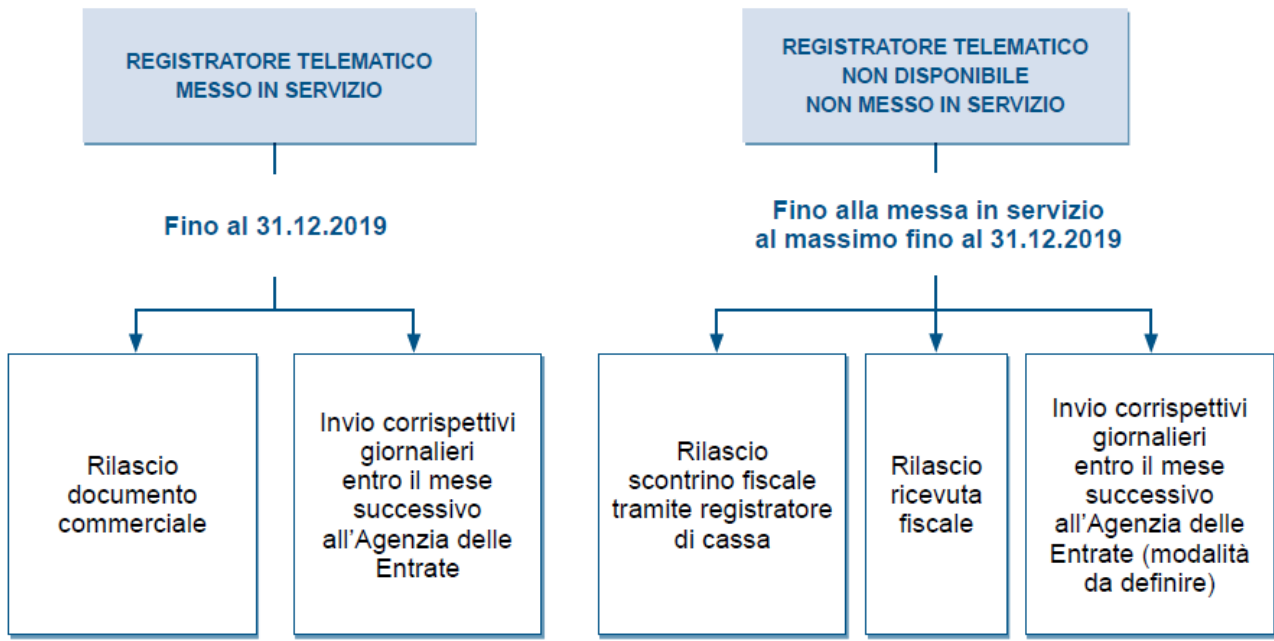 REGISTRATORE TELEMATICO
MESSO IN SERVIZIO
Fino al 31.12.2019
Rilascio
documento
commerciale
Invio corrispettivi
giornalieri
entro il mese
successivo
all'Agenzia delle
Entrate
REGISTRATORE TELEMATICO
NON DISPONIBILE
NON MESSO IN SERVIZIO
Fino alla messa in servizio
al massimo fino al 31.12.2019
Rilascio
scontrino fiscale
tramite registratore
di cassa
Rilascio
ricevuta
fiscale
Invio corrispettivi
giornalieri
entro il mese
successivo
all'Agenzia delle
Entrate (modalità
da definire)